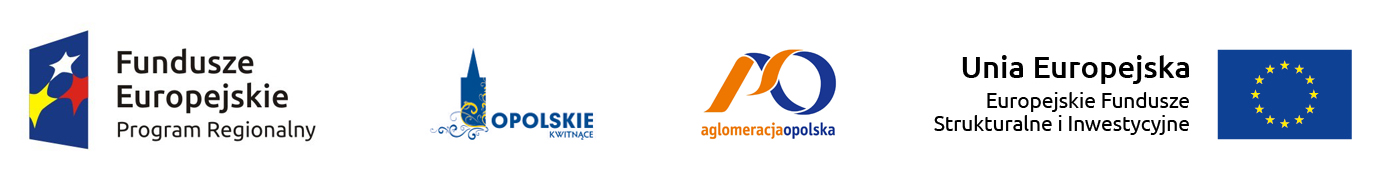 Fundusze
Europejskie
Program Regionalny
OPOLSKIE
KWITNĄCE
aglomeracjaopolska
Unia Europejska
Europejskie Fundusze
Strukturalne i Inwestycyjne